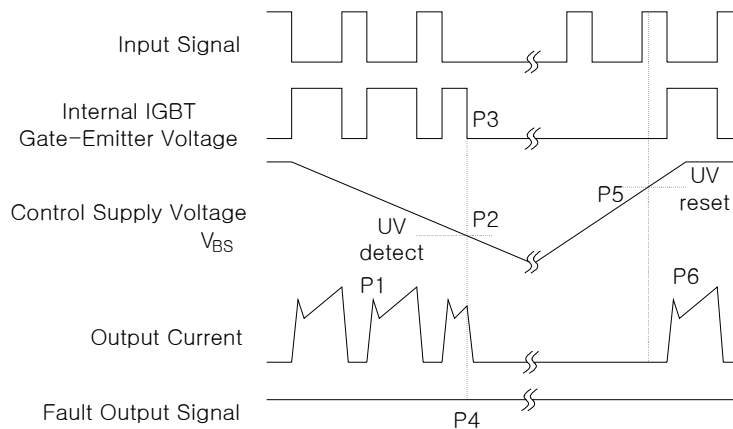 Input Signal
Internal IGBT
Gate-Emitter Voltage
P3
Control Supply Voltage
V_BS
UV
detect
P2
P5
UV
reset
P1
P6
Output Current
Fault Output Signal
P4